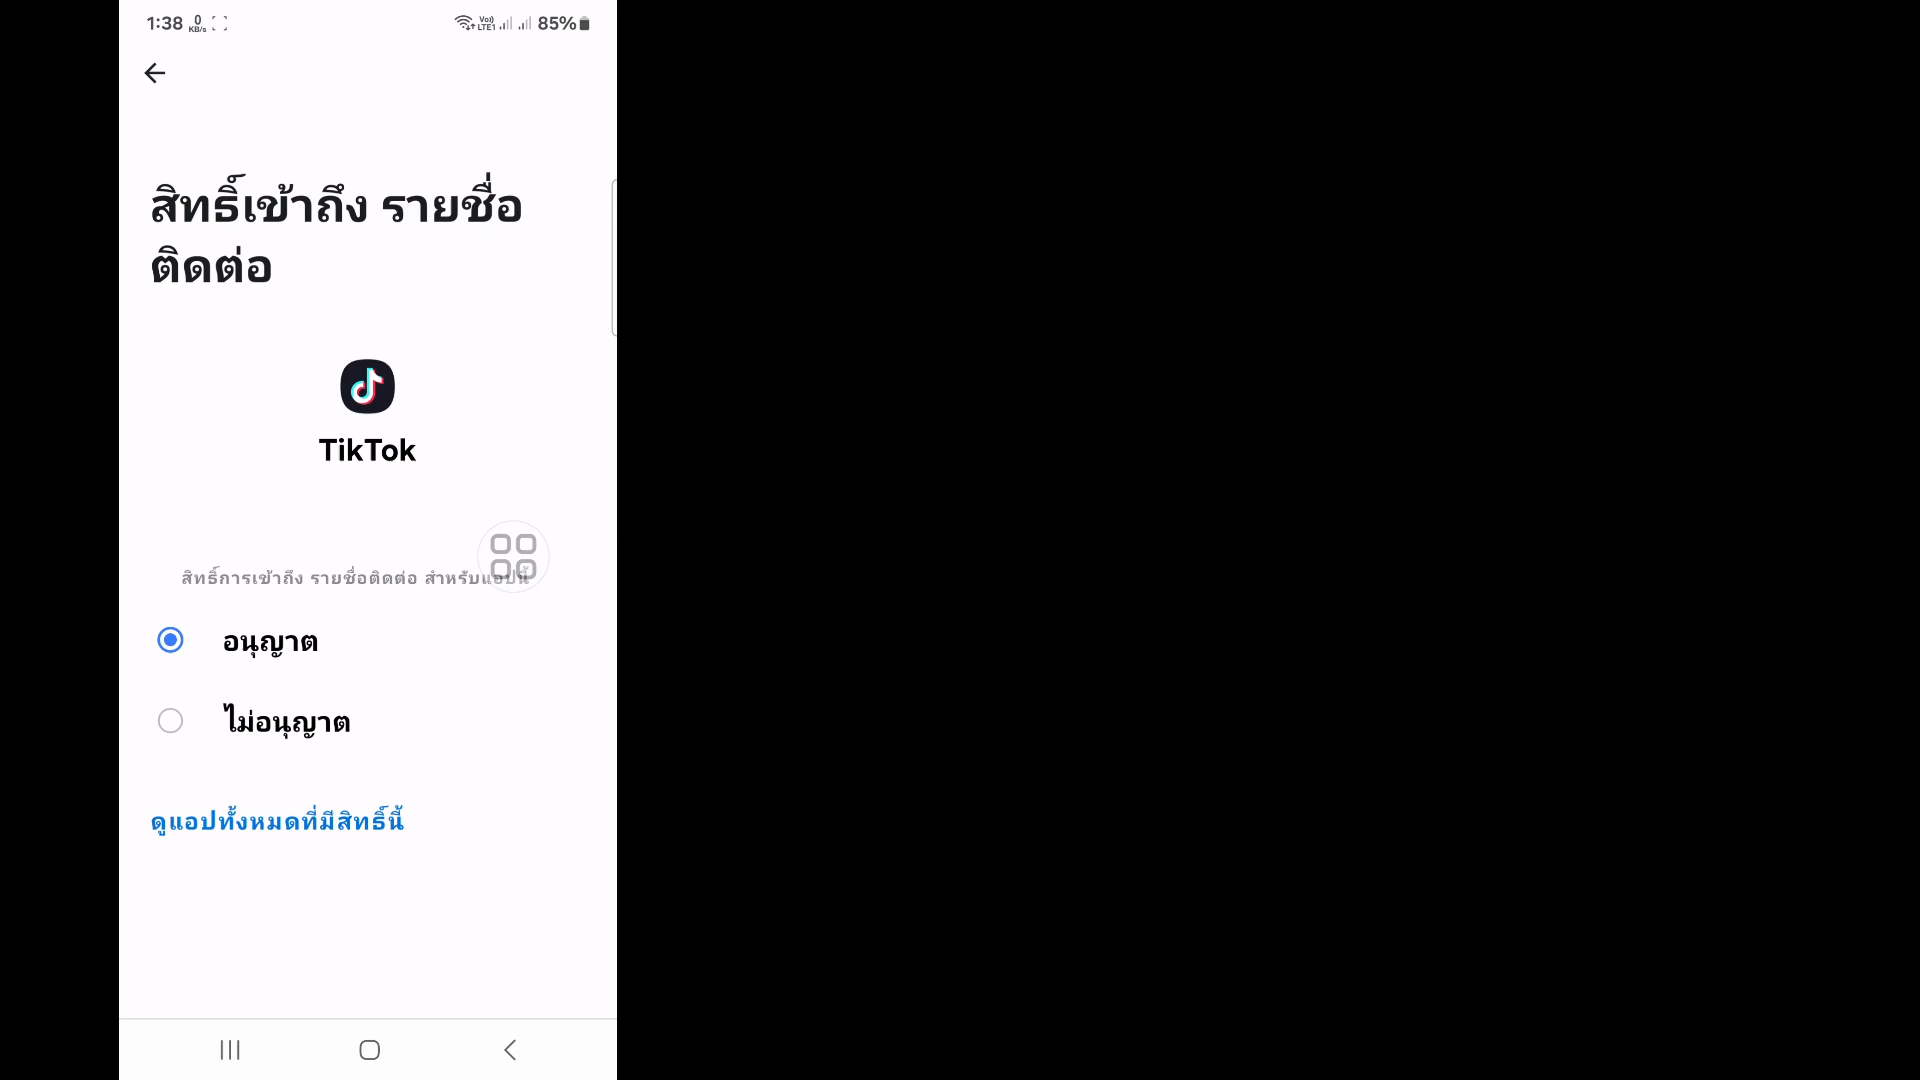 1:38 0 KB/s Vo)) LTE1 85%
สิทธิ์เข้าถึง รายชื่อ
ติดต่อ
TikTok
สิทธิ์การเข้าถึง รายชื่อติดต่อ สำหรับแอปนี้
อนุญาต
ไม่อนุญาต
ดูแอปทั้งหมดที่มีสิทธิ์นี้